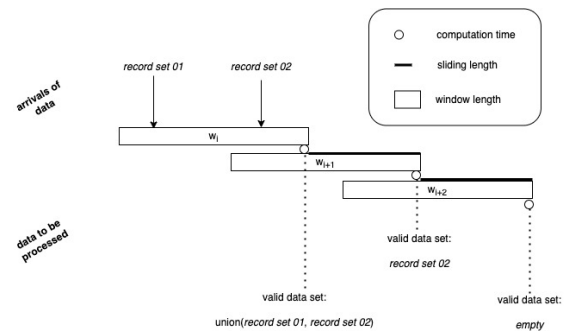 computation time
sliding length
window length
arrivals of
data
record set 01
record set 02
wi
wi+1
wi+2
data to be
processed
valid data set:
record set 02
valid data set:
union(record set 01, record set 02)
valid data set:
empty